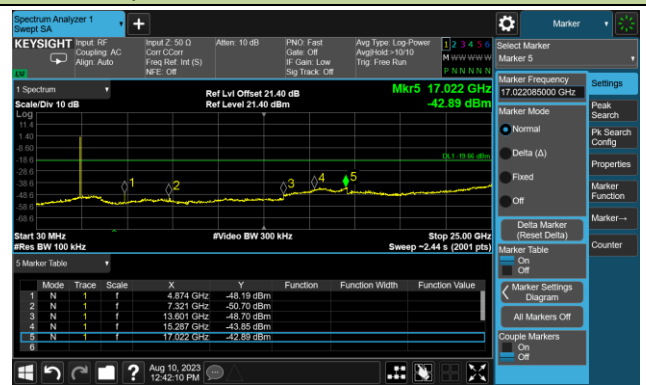 Spectrum Analyzer 1
Swept SA
+
Marker
KEYSIGHT
Input: RF
Coupling: AC
Align: Auto
Input Z: 50 Ω
Corr CCorr
Freq Ref: Int (S)
NFE: Off
Atten: 10 dB
PNO: Fast
Gate: Off
IF Gain: Low
Sig Track: Off
Avg Type: Log-Power
Avg|Hold:>10/10
Trig: Free Run
1 2 3 4 5 6
M W W W W W
P N N N N N
LVI
Select Marker
Marker 5
1 Spectrum
Scale/Div 10 dB
Log
Ref Lvl Offset 21.40 dB
Ref Level 21.40 dBm
Mkr5 17.022 GHz
-42.89 dBm
11.4
1.40
-8.60
-18.6
-28.6
-38.6
-48.6
-58.6
-68.6
DL1 -19.66 dBm
1
2
3
4
5
Start 30 MHz
#Res BW 100 kHz
#Video BW 300 kHz
Stop 25.00 GHz
Sweep ~2.44 s (2001 pts)
5 Marker Table
Mode Trace Scale X Y Function Function Width Function Value
1 N 1 f 4.874 GHz -48.19 dBm
2 N 1 f 7.321 GHz -50.70 dBm
3 N 1 f 13.601 GHz -48.70 dBm
4 N 1 f 15.287 GHz -43.85 dBm
5 N 1 f 17.022 GHz -42.89 dBm
6
Marker Frequency
17.022085000 GHz
Marker Mode
Normal
Delta (Δ)
Fixed
Off
Delta Marker
(Reset Delta)
Marker Table
On
Off
Marker Settings
Diagram
All Markers Off
Couple Markers
On
Off
Settings
Peak
Search
Pk Search
Config
Properties
Marker
Function
Marker→
Counter
?
Aug 10, 2023
12:42:10 PM